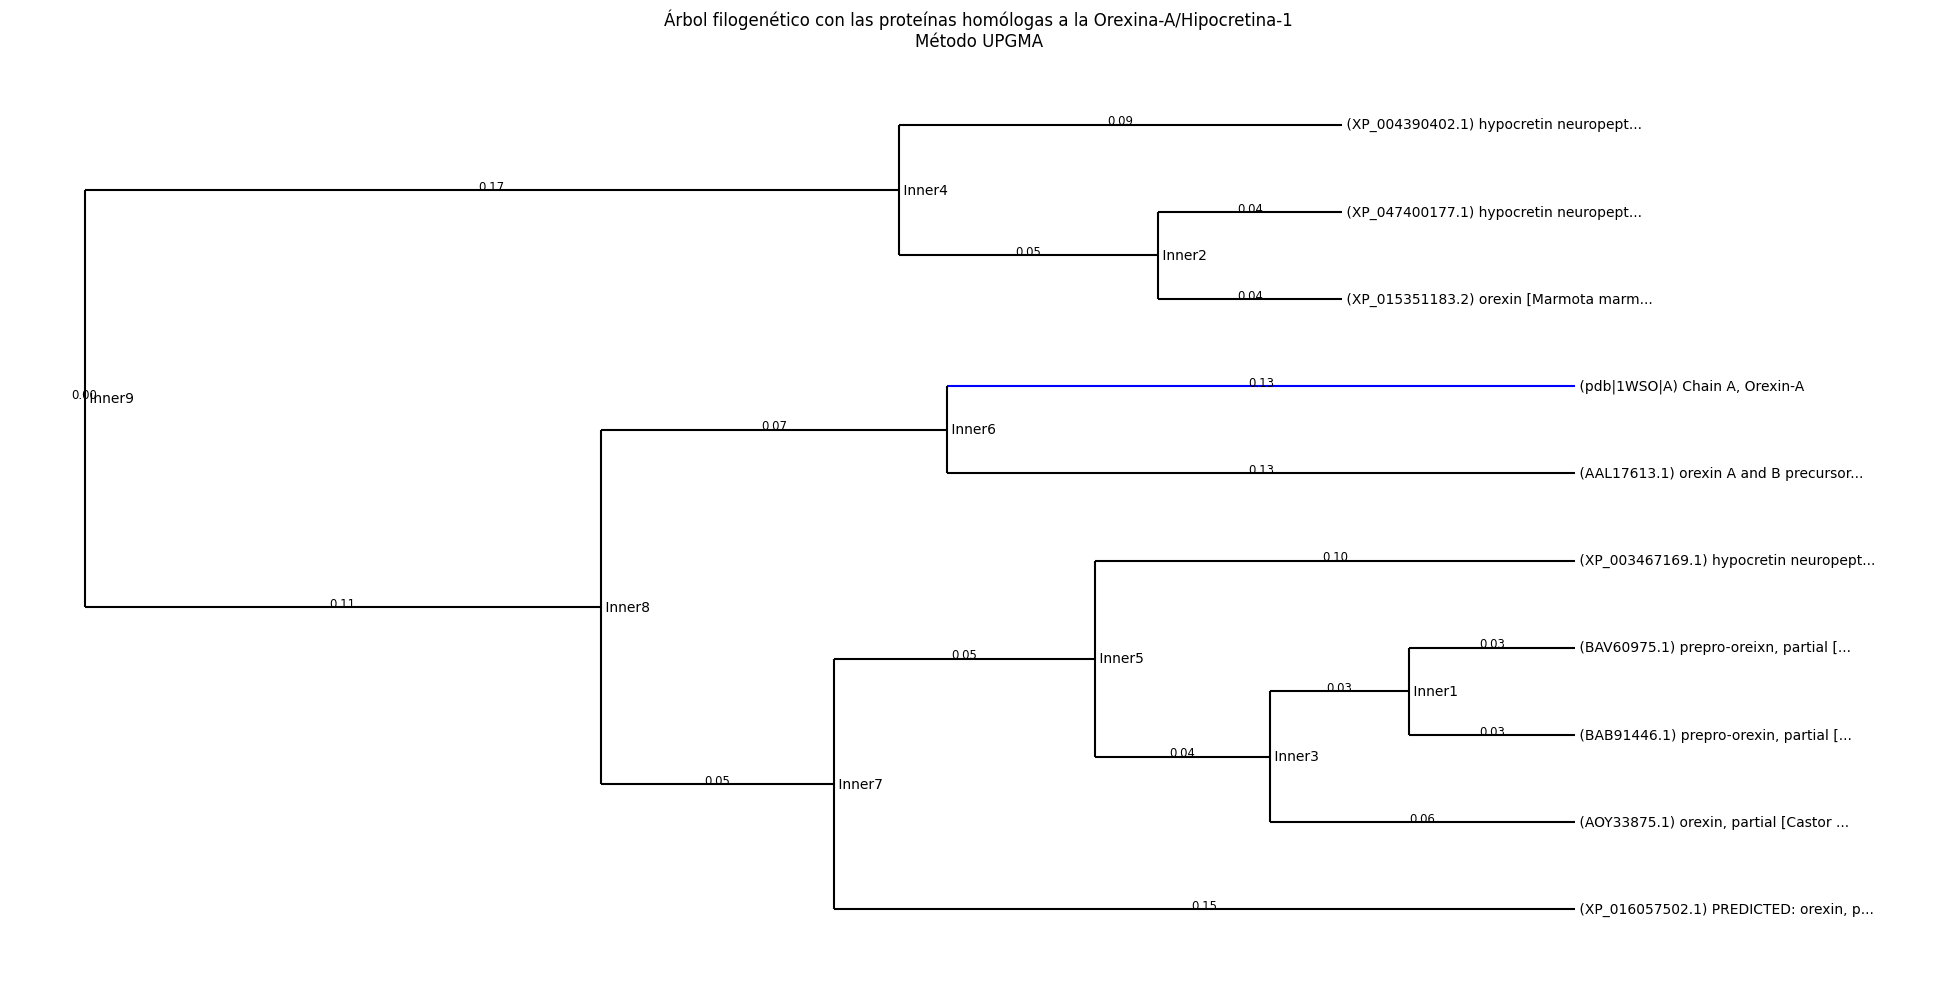 Árbol filogenético con las proteínas homólogas a la Orexina-A/Hipocretina-1
Método UPGMA
0.09
(XP_004390402.1) hypocretin neuropept...
0.17
Inner4
0.04
(XP_047400177.1) hypocretin neuropept...
0.05
Inner2
0.04
(XP_015351183.2) orexin [Marmota marm...
0.13
(pdb|1WSO|A) Chain A, Orexin-A
0.00
Inner9
0.07
Inner6
0.13
(AAL17613.1) orexin A and B precursor...
0.10
(XP_003467169.1) hypocretin neuropept...
0.11
Inner8
0.03
(BAV60975.1) prepro-oreixn, partial [...
0.05
Inner5
0.03
Inner1
0.03
(BAB91446.1) prepro-orexin, partial [...
0.04
Inner3
0.05
Inner7
0.06
(AOY33875.1) orexin, partial [Castor ...
0.15
(XP_016057502.1) PREDICTED: orexin, p...